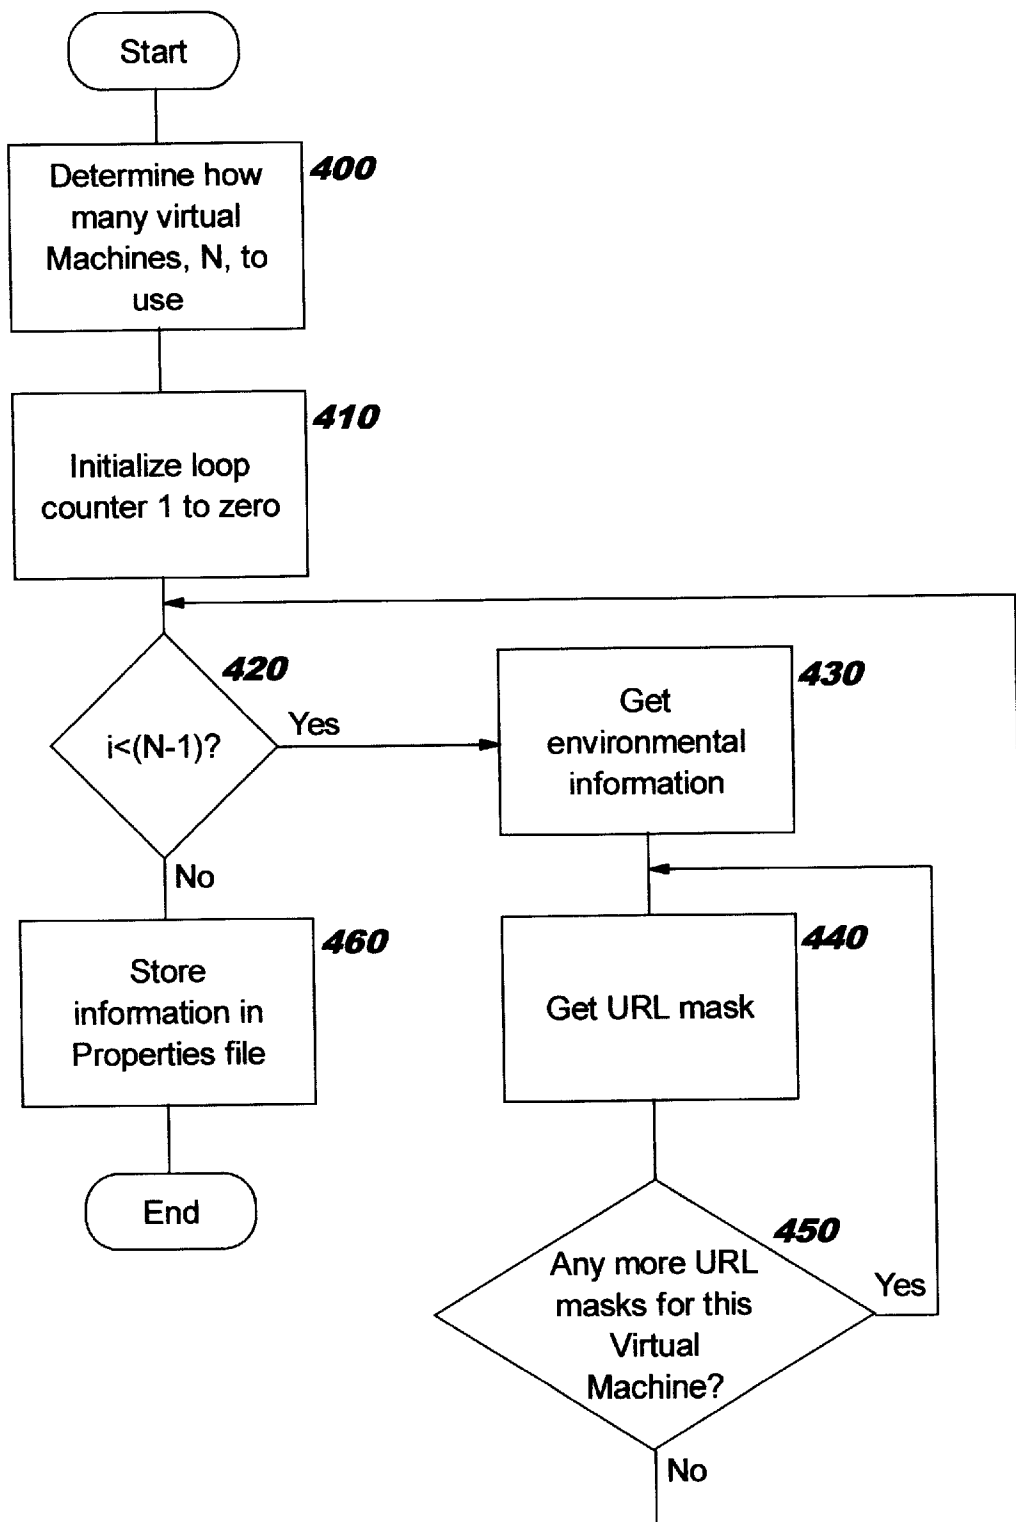 Start
Determine how
many virtual
Machines, N, to
use
400
Initialize loop
counter 1 to zero
410
i<(N-1)?
420
Yes
No
Get
environmental
information
430
Store
information in
Properties file
460
Get URL mask
440
End
Any more URL
masks for this
Virtual
Machine?
450
Yes
No